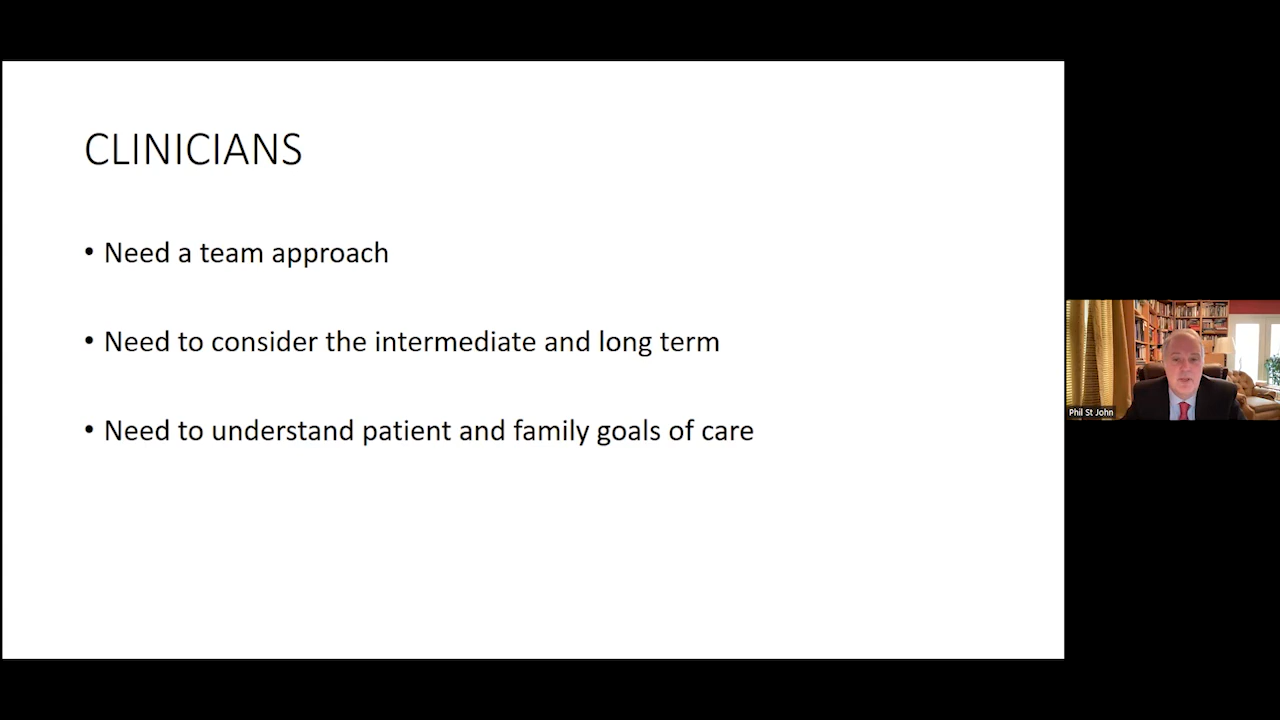 CLINICIANS
• Need a team approach
• Need to consider the intermediate and long term
• Need to understand patient and family goals of care
Phil St John